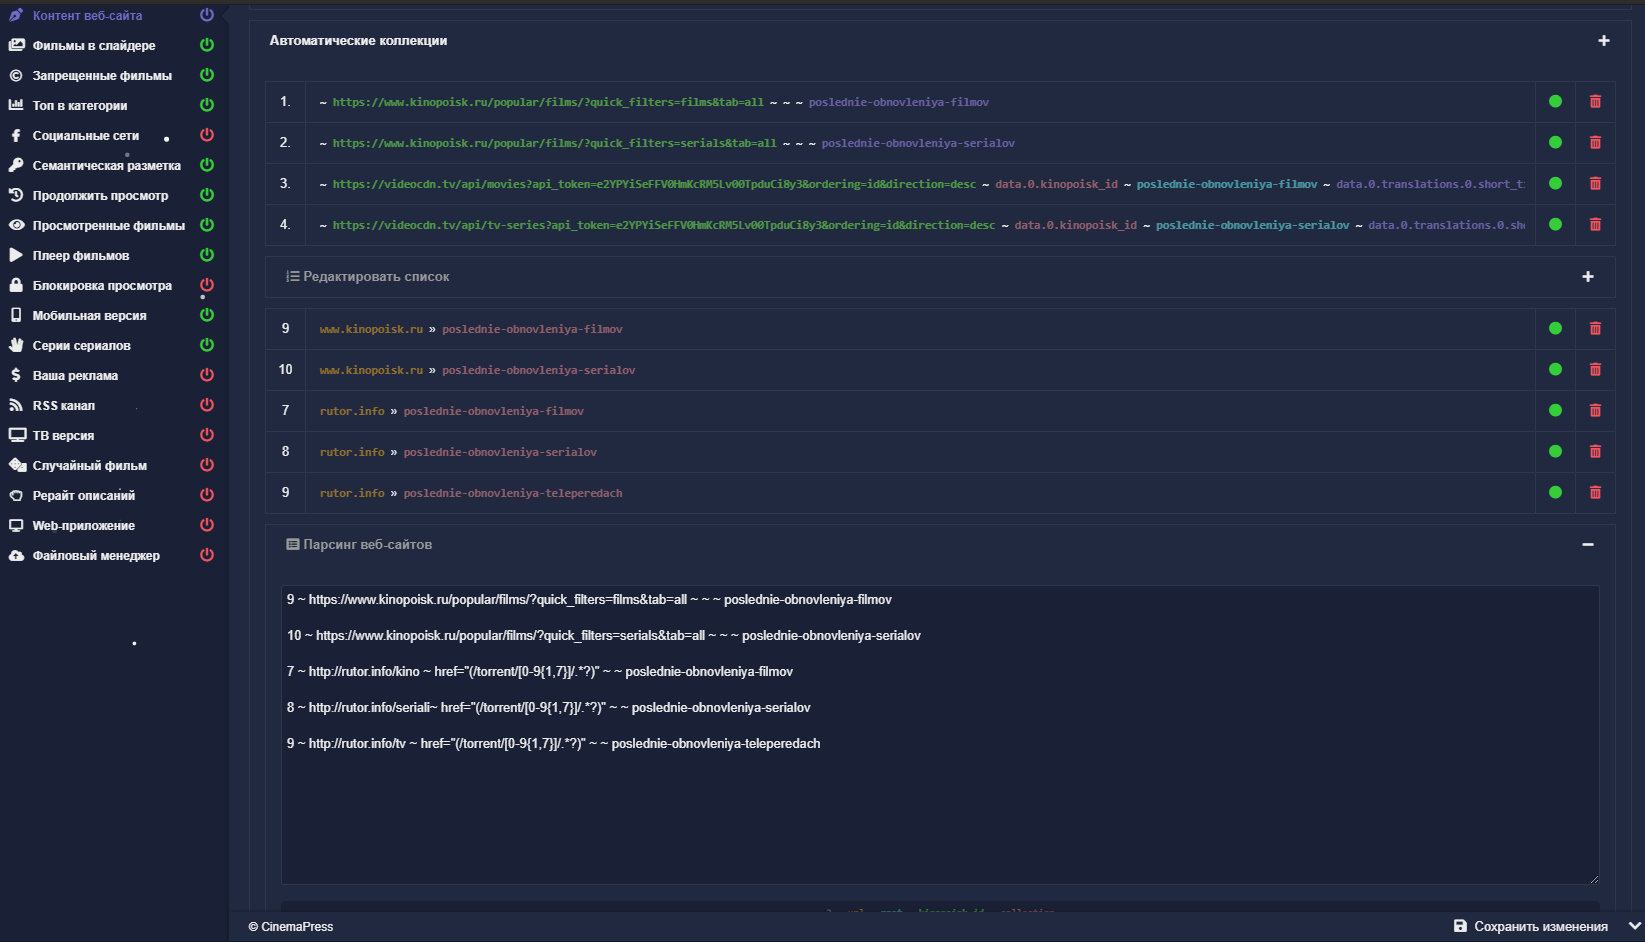 Контент веб-сайта
Фильмы в слайдере
Запрещенные фильмы
Топ в категории
Социальные сети
Семантическая разметка
Продолжить просмотр
Просмотренные фильмы
Плеер фильмов
Блокировка просмотра
Мобильная версия
Серии сериалов
Ваша реклама
RSS канал
ТВ версия
Случайный фильм
Рерайт описаний
Web-приложение
Файловый менеджер
Автоматические коллекции
1. ~ https://www.kinopoisk.ru/popular/films/?quick_filters=films&tab=all ~ ~ ~ poslednie-obnovleniya-filmov
2. ~ https://www.kinopoisk.ru/popular/films/?quick_filters=serials&tab=all ~ ~ ~ poslednie-obnovleniya-serialov
3. ~ https://videocdn.tv/api/movies?api_token=e2YPYiSeFFV0HmKcRM5Lv00TpduCi8y3&ordering=id&direction=desc ~ data.0.kinopoisk_id ~ poslednie-obnovleniya-filmov ~ data.0.translations.0.short_t
4. ~ https://videocdn.tv/api/tv-series?api_token=e2YPYiSeFFV0HmKcRM5Lv00TpduCi8y3&ordering=id&direction=desc ~ data.0.kinopoisk_id ~ poslednie-obnovleniya-serialov ~ data.0.translations.0.sh
Редактировать список
9 www.kinopoisk.ru » poslednie-obnovleniya-filmov
10 www.kinopoisk.ru » poslednie-obnovleniya-serialov
7 rutor.info » poslednie-obnovleniya-filmov
8 rutor.info » poslednie-obnovleniya-serialov
9 rutor.info » poslednie-obnovleniya-teleperedach
Парсинг веб-сайтов
9 ~ https://www.kinopoisk.ru/popular/films/?quick_filters=films&tab=all ~ ~ ~ poslednie-obnovleniya-filmov
10 ~ https://www.kinopoisk.ru/popular/films/?quick_filters=serials&tab=all ~ ~ ~ poslednie-obnovleniya-serialov
7 ~ http://rutor.info/kino ~ href="(/torrent/[0-9{1,7}]/.*?)" ~ ~ poslednie-obnovleniya-filmov
8 ~ http://rutor.info/seriali~ href="(/torrent/[0-9{1,7}]/.*?)" ~ ~ poslednie-obnovleniya-serialov
9 ~ http://rutor.info/tv ~ href="(/torrent/[0-9{1,7}]/.*?)" ~ ~ poslednie-obnovleniya-teleperedach
© CinemaPress
Сохранить изменения